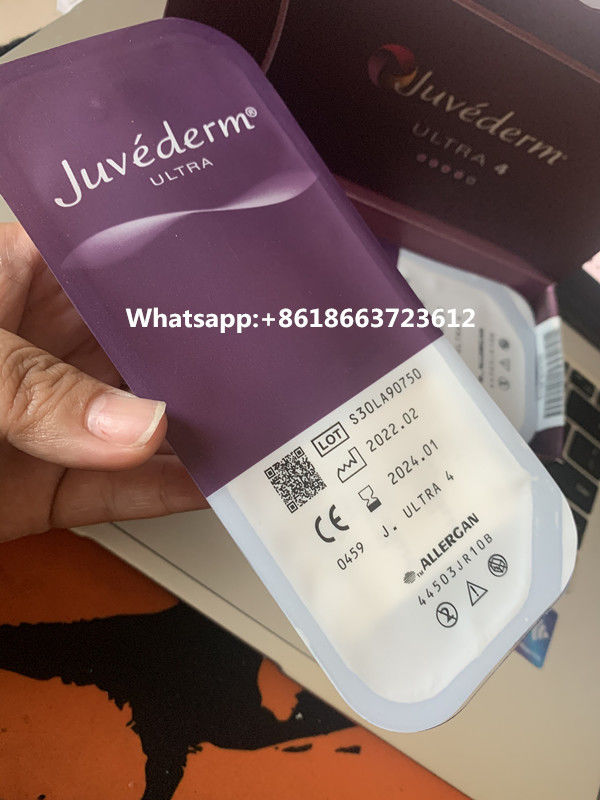 Juvéderm
ULTRA 4
Juvéderm®
ULTRA
Whatsapp:+8618663723612
LOT S30LA90750
2022.02
2024.01
CE
0459 J. ULTRA 4
ALLERGAN
44503JR10B